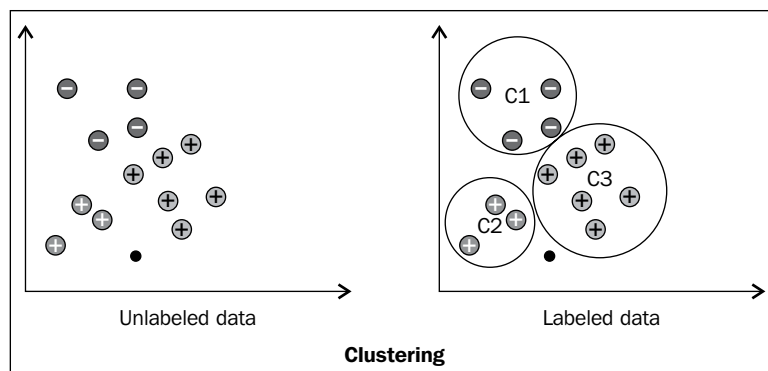 C1
C3
C2
Unlabeled data
Labeled data
Clustering